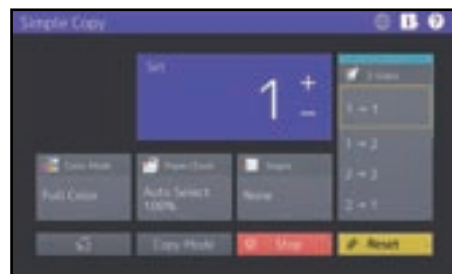 Simple Copy
Set
1 + −
2 Sided
1 → 1
1 → 2
2 → 2
2 → 1
Color Mode
Full Color
Paper/Zoom
Auto Select
100%
Staple
None
Copy Mode
Stop
Reset